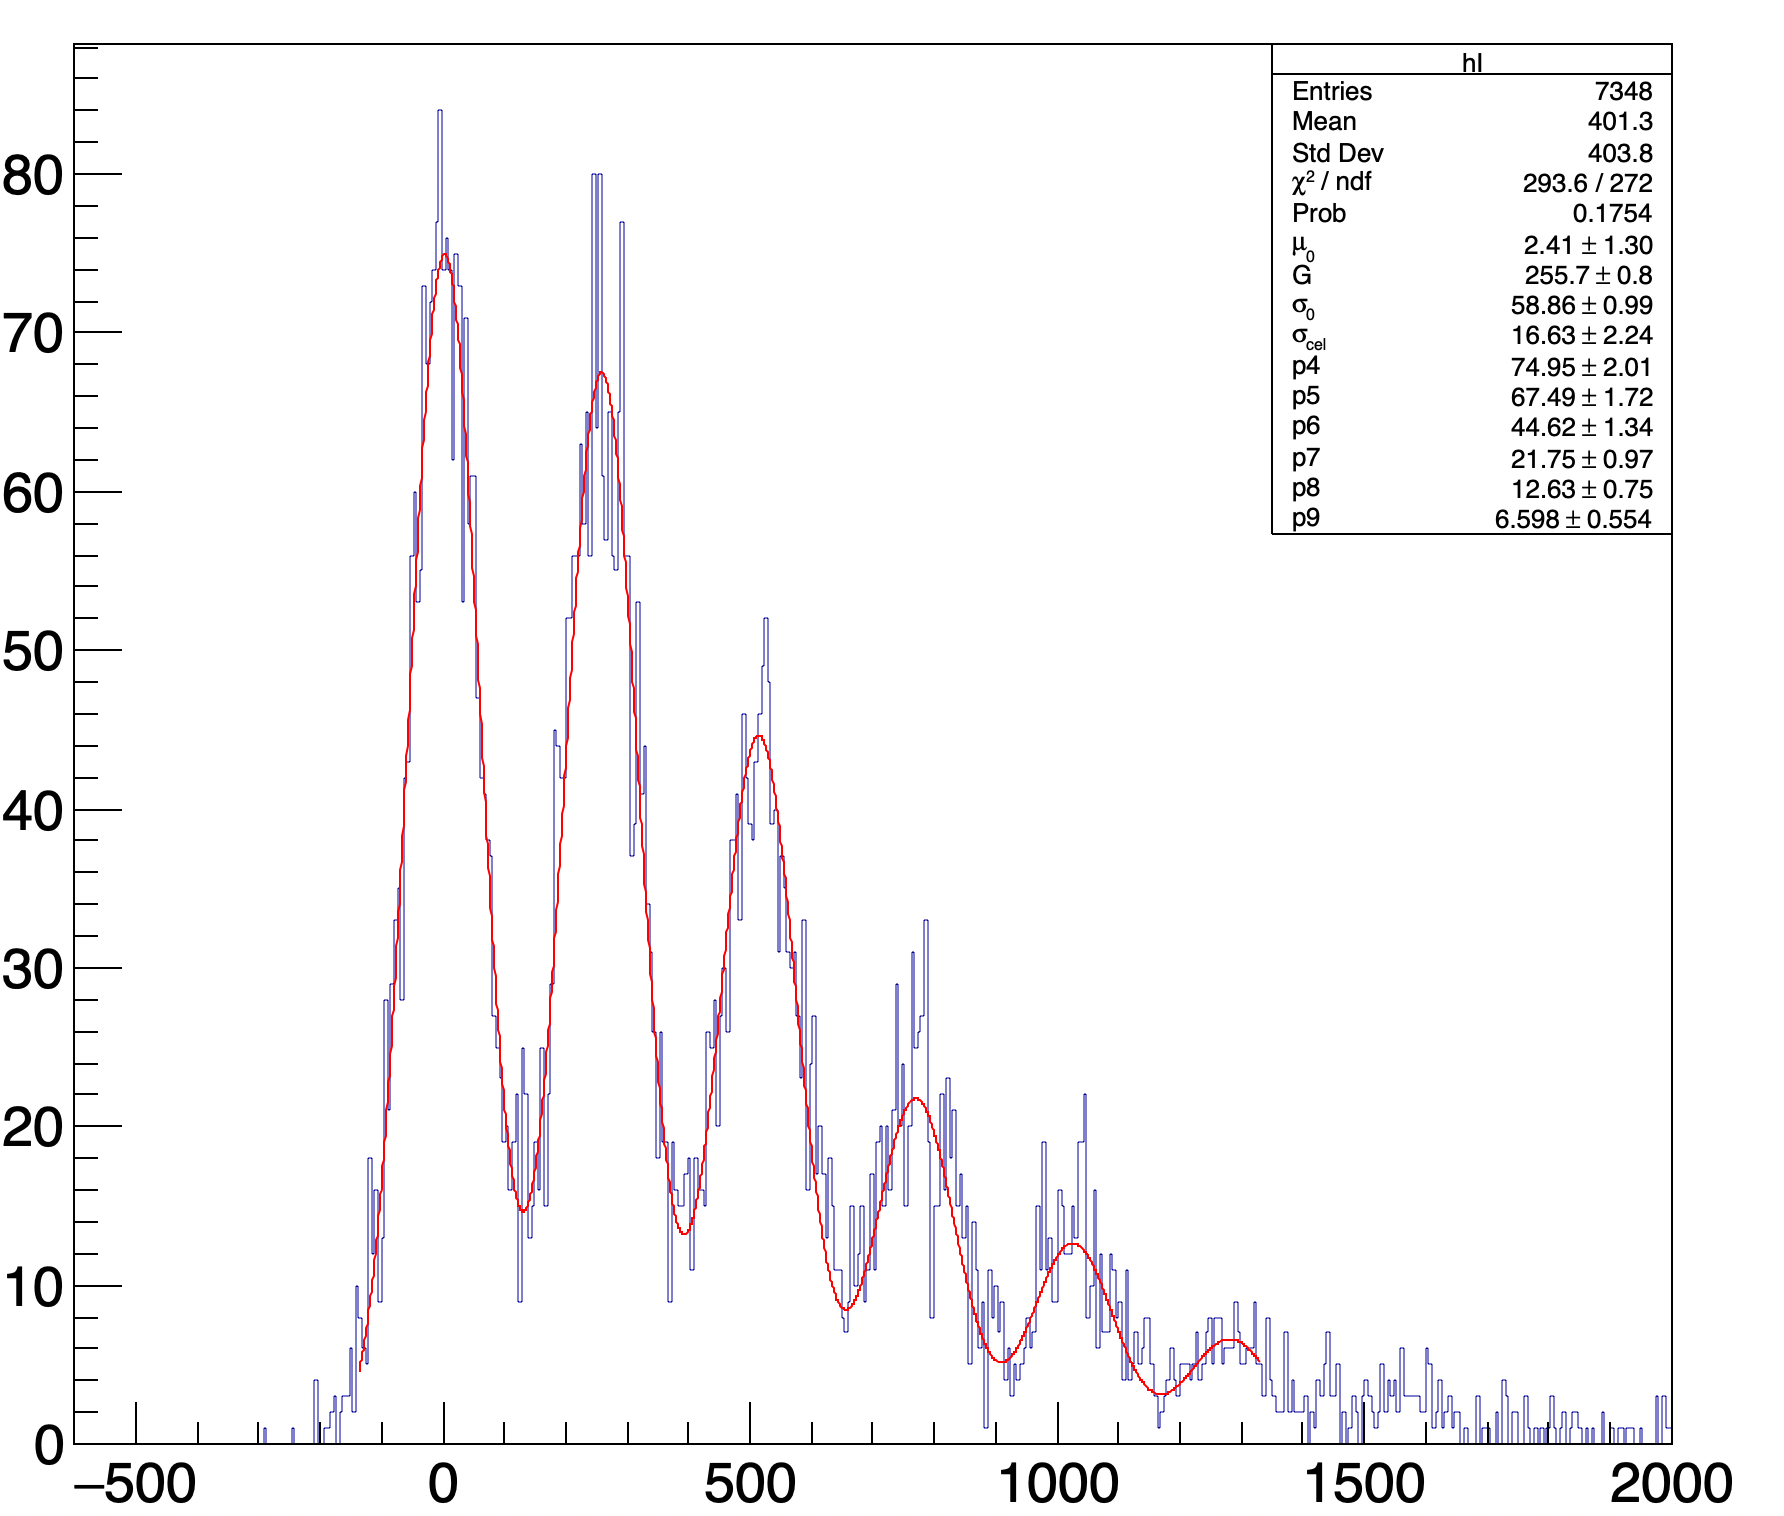 hI
Entries 7348
Mean 401.3
Std Dev 403.8
χ² / ndf 293.6 / 272
Prob 0.1754
μ₀ 2.41 ± 1.30
G 255.7 ± 0.8
σ₀ 58.86 ± 0.99
σcel 16.63 ± 2.24
p4 74.95 ± 2.01
p5 67.49 ± 1.72
p6 44.62 ± 1.34
p7 21.75 ± 0.97
p8 12.63 ± 0.75
p9 6.598 ± 0.554
80
70
60
50
40
30
20
10
0
−500 0 500 1000 1500 2000